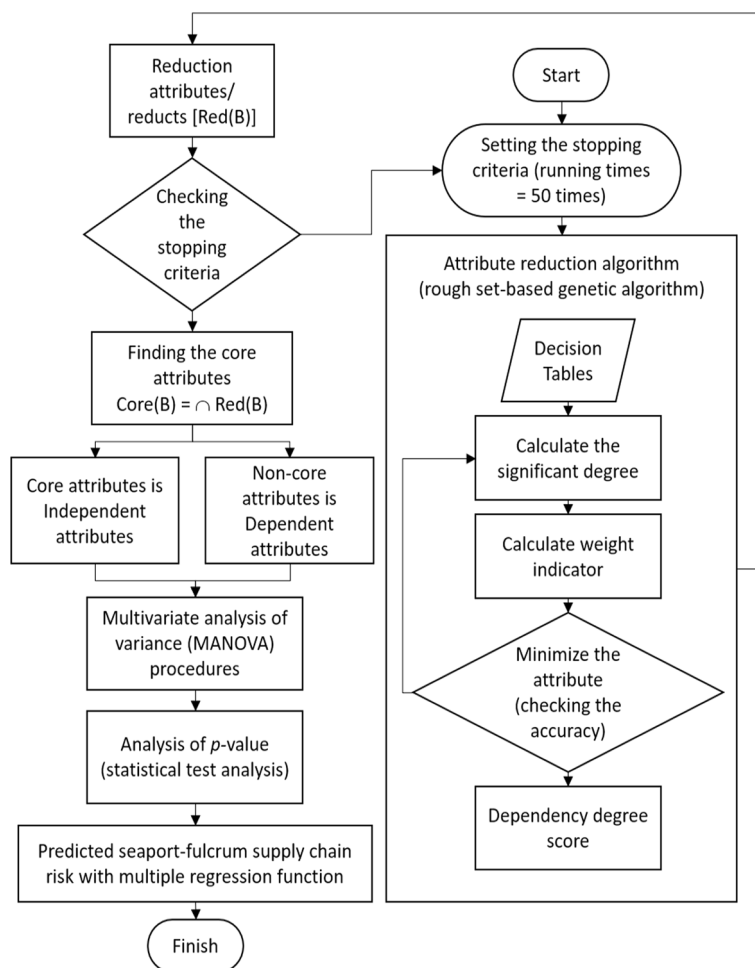 Start
Setting the stopping
criteria (running times
= 50 times)
Attribute reduction algorithm
(rough set-based genetic algorithm)
Decision
Tables
Calculate the
significant degree
Calculate weight
indicator
Minimize the
attribute
(checking the
accuracy)
Dependency degree
score
Reduction
attributes/
reducts [Red(B)]
Checking
the
stopping
criteria
Finding the core
attributes
Core(B) = ∩ Red(B)
Core attributes is
Independent
attributes
Non-core
attributes is
Dependent
attributes
Multivariate analysis of
variance (MANOVA)
procedures
Analysis of p-value
(statistical test analysis)
Predicted seaport-fulcrum supply chain
risk with multiple regression function
Finish